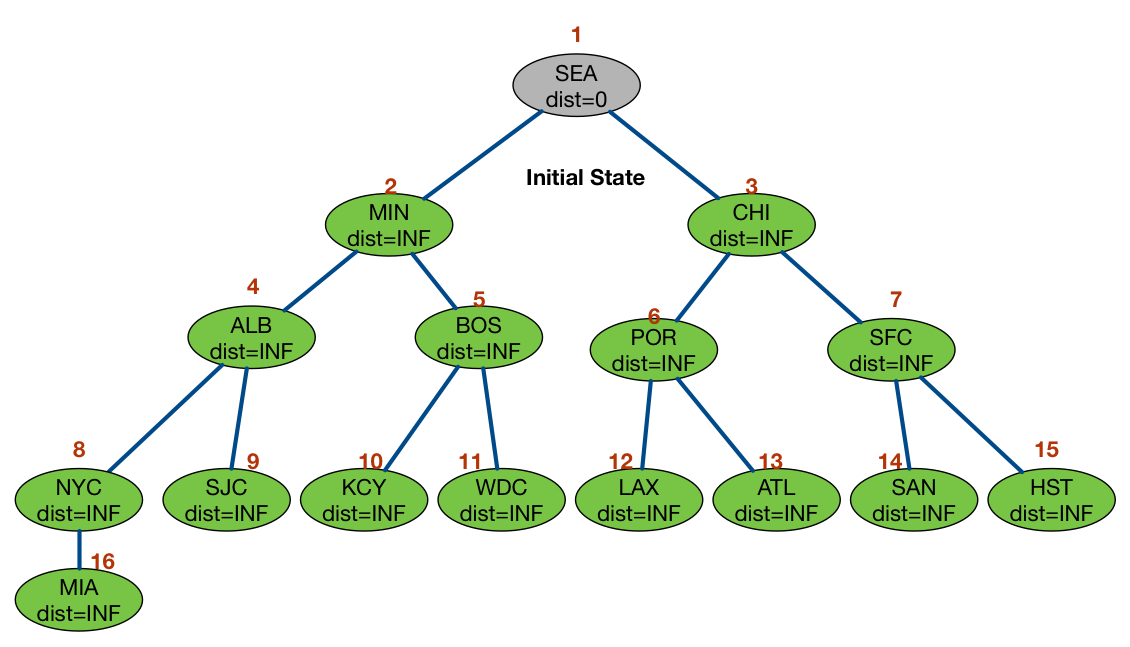 1
SEA
dist=0
Initial State
2
MIN
dist=INF
3
CHI
dist=INF
4
ALB
dist=INF
5
BOS
dist=INF
6
POR
dist=INF
7
SFC
dist=INF
8
NYC
dist=INF
9
SJC
dist=INF
10
KCY
dist=INF
11
WDC
dist=INF
12
LAX
dist=INF
13
ATL
dist=INF
14
SAN
dist=INF
15
HST
dist=INF
16
MIA
dist=INF